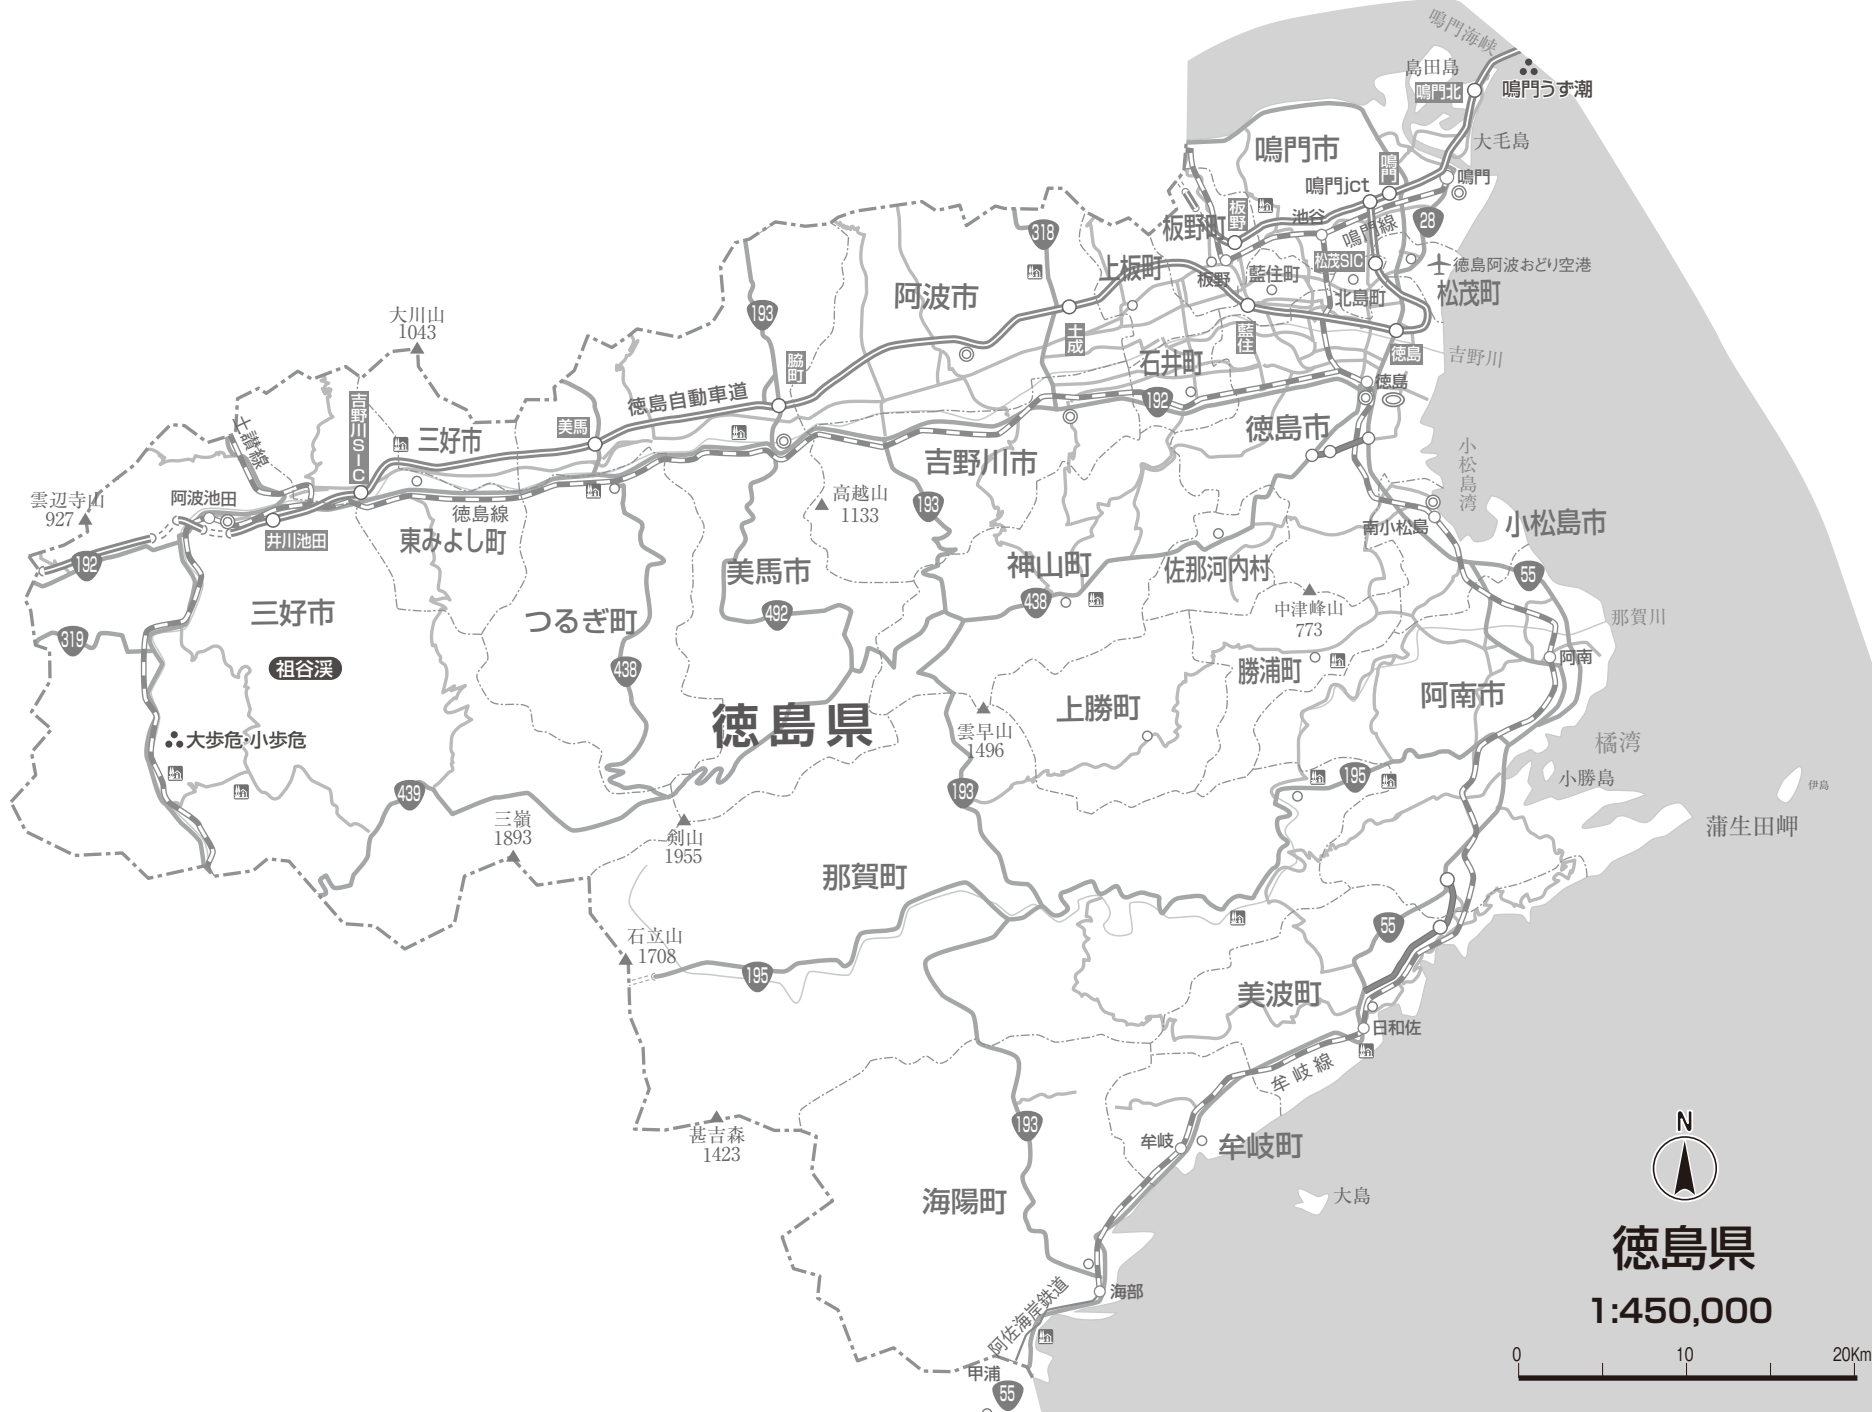 鳴門海峡
島田島
鳴門北
鳴門うず潮
大毛島
鳴門市
鳴門
鳴門
鳴門jct
板野
池谷
板野町
鳴門線
28
318
松茂SIC
徳島阿波おどり空港
上板町
板野
藍住町
北島町
松茂町
阿波市
193
大川山
1043
土成
藍住
徳島
吉野川
石井町
脇町
徳島
192
徳島自動車道
吉野川SIC
美馬
三好市
土讃線
徳島市
小松島湾
吉野川市
雲辺寺山
927
阿波池田
高越山
1133
193
徳島線
井川池田
東みよし町
南小松島
小松島市
192
美馬市
神山町
佐那河内村
55
三好市
つるぎ町
492
438
中津峰山
773
那賀川
319
祖谷渓
438
勝浦町
阿南
阿南市
上勝町
徳島県
雲早山
1496
大歩危・小歩危
橘湾
小勝島
伊島
195
193
439
三嶺
1893
剣山
1955
蒲生田岬
那賀町
石立山
1708
195
55
美波町
日和佐
牟岐線
193
甚吉森
1423
牟岐
牟岐町
大島
海陽町
海部
阿佐海岸鉄道
甲浦
55
N
徳島県
1:450,000
0 10 20Km